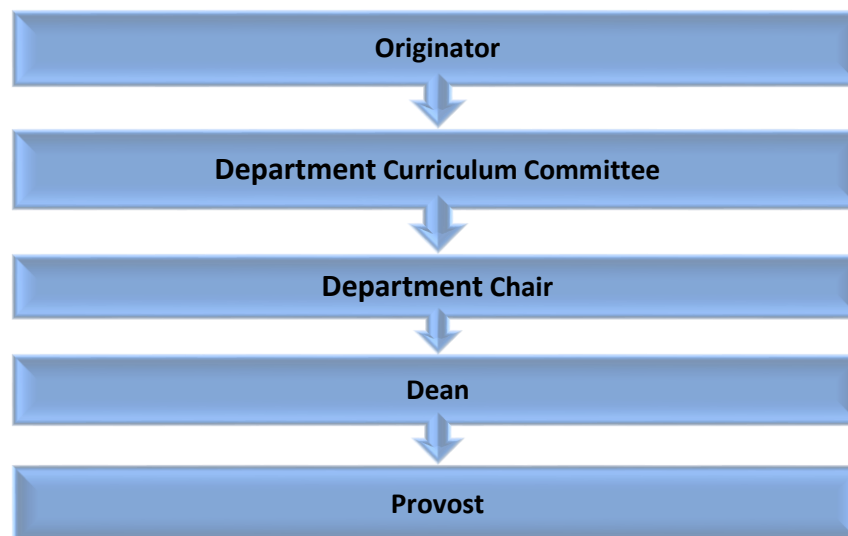 Originator
Department Curriculum Committee
Department Chair
Dean
Provost